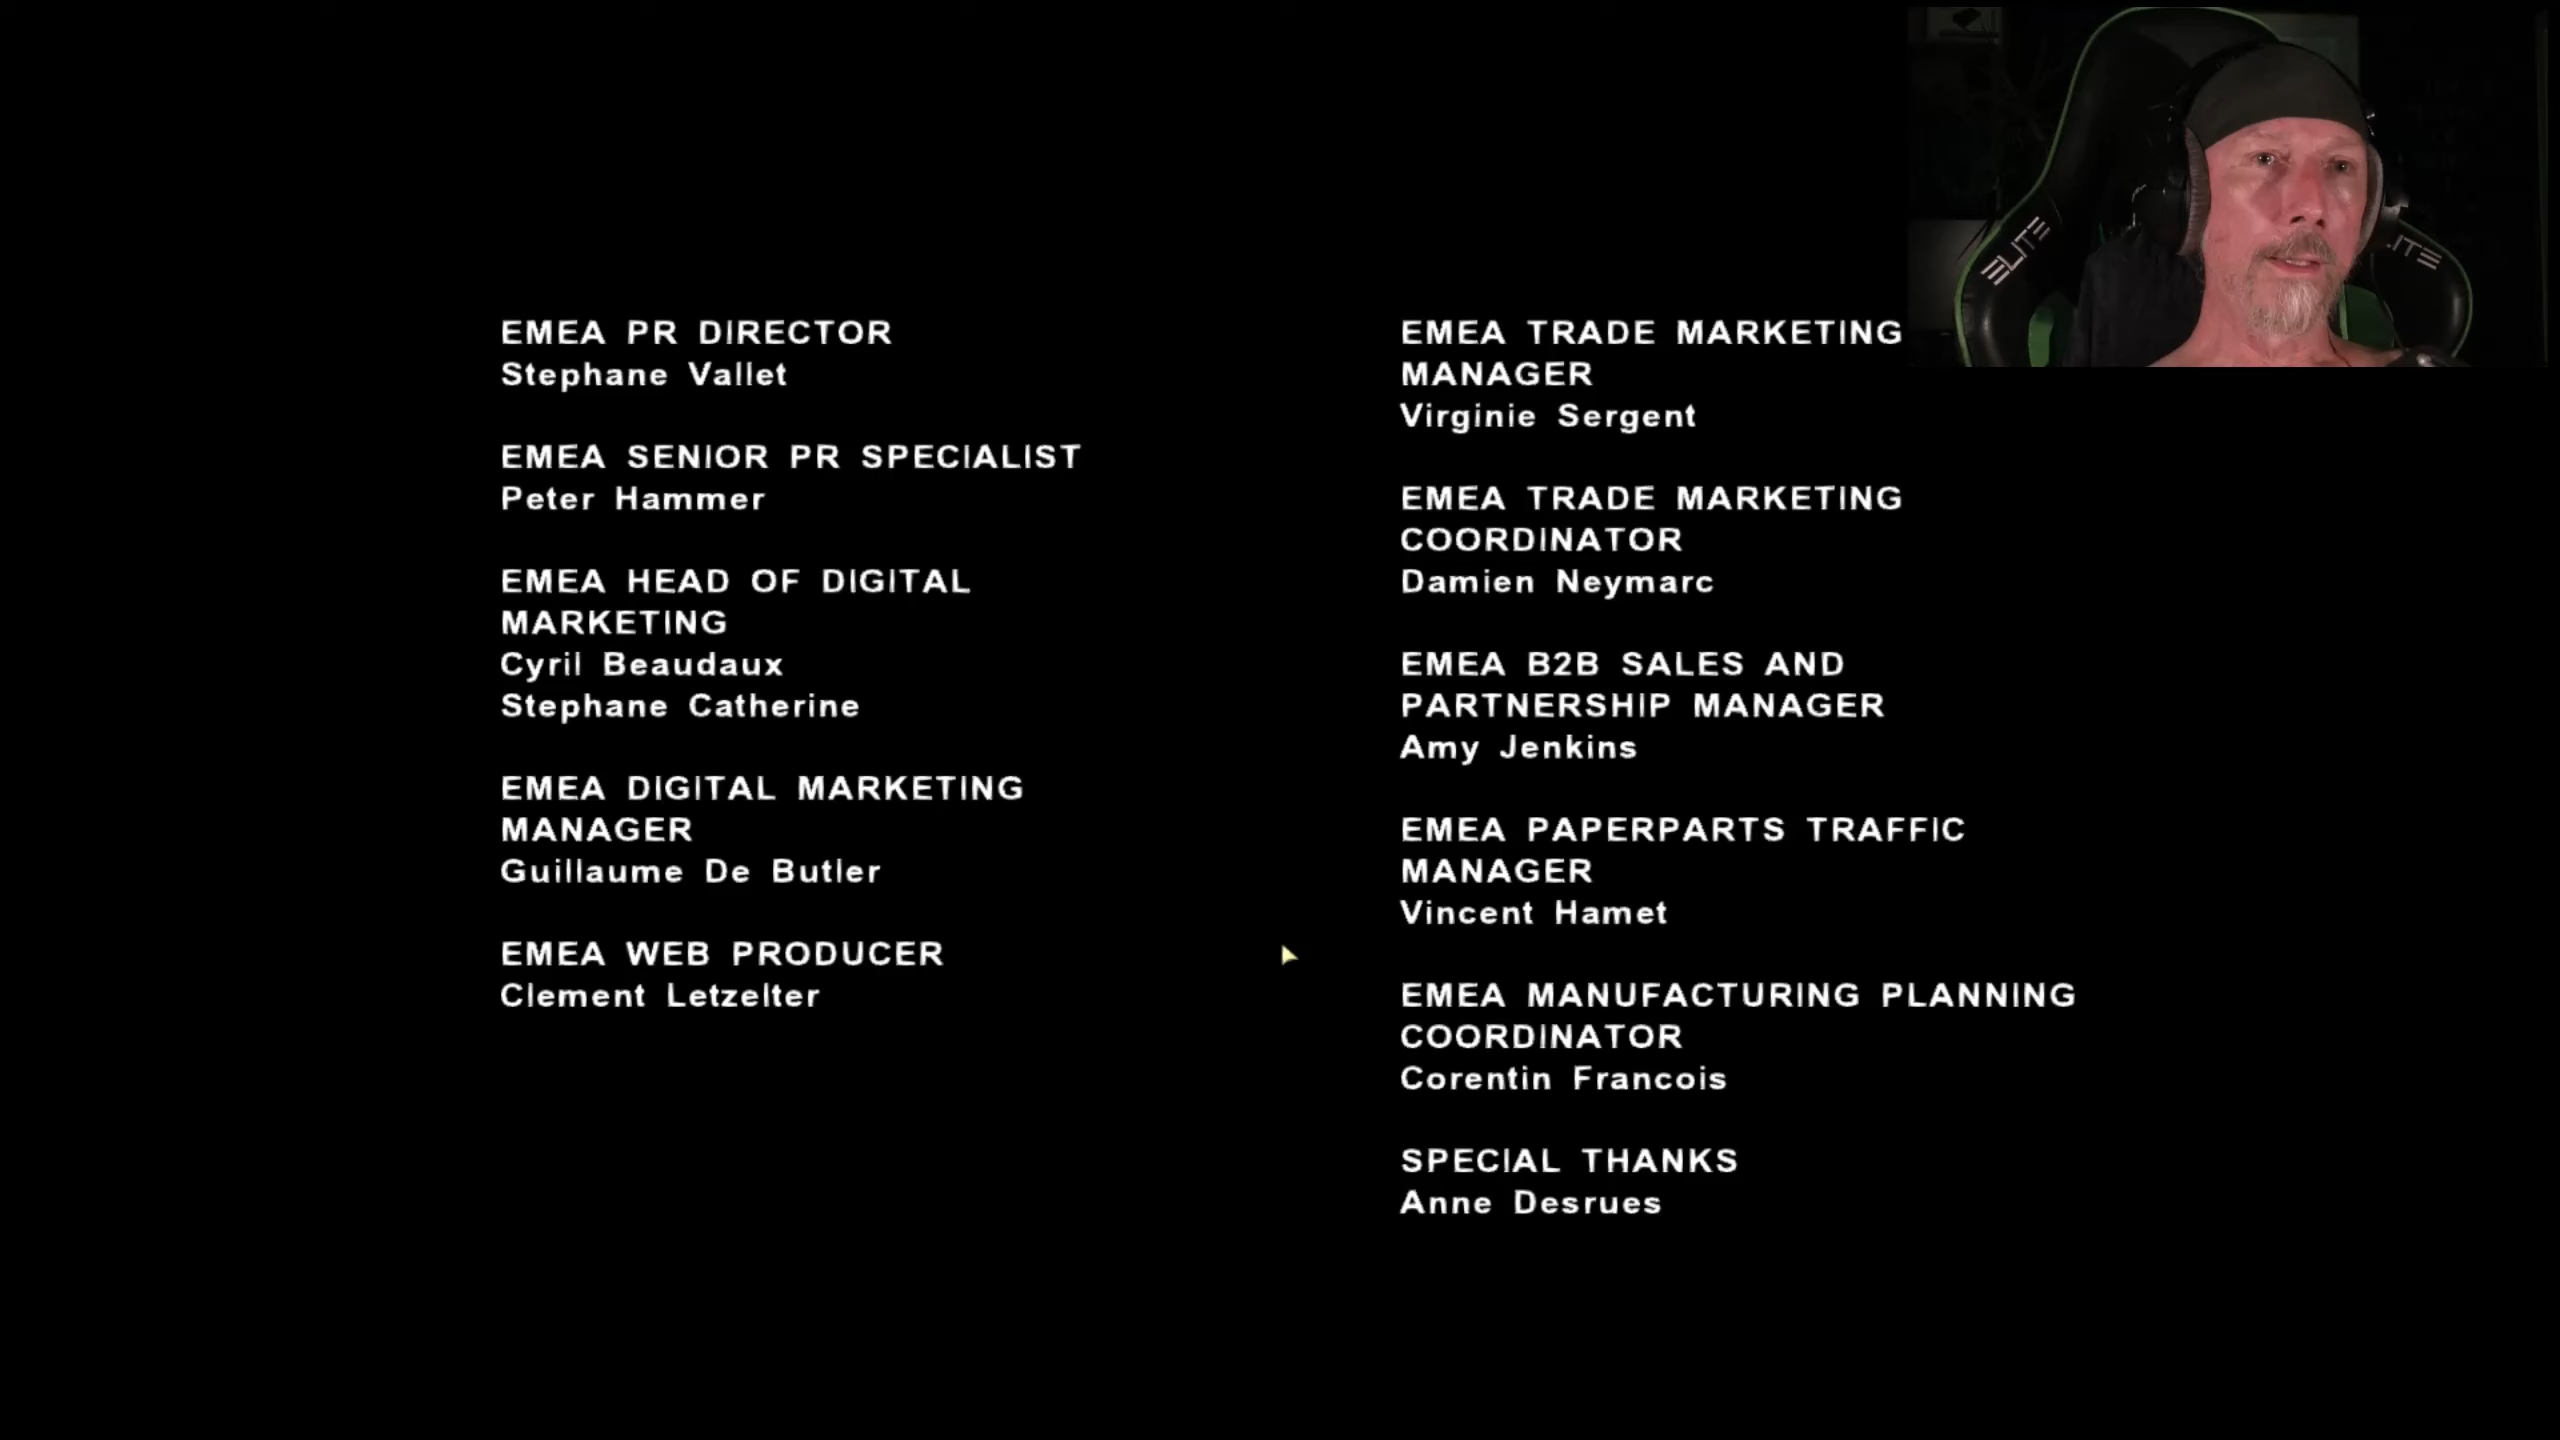 EMEA PR DIRECTOR
Stephane Vallet
EMEA SENIOR PR SPECIALIST
Peter Hammer
EMEA HEAD OF DIGITAL
MARKETING
Cyril Beaudaux
Stephane Catherine
EMEA DIGITAL MARKETING
MANAGER
Guillaume De Butler
EMEA WEB PRODUCER
Clement Letzelter
EMEA TRADE MARKETING
MANAGER
Virginie Sergent
EMEA TRADE MARKETING
COORDINATOR
Damien Neymarc
EMEA B2B SALES AND
PARTNERSHIP MANAGER
Amy Jenkins
EMEA PAPERPARTS TRAFFIC
MANAGER
Vincent Hamet
EMEA MANUFACTURING PLANNING
COORDINATOR
Corentin Francois
SPECIAL THANKS
Anne Desrues
ELITE
LITE